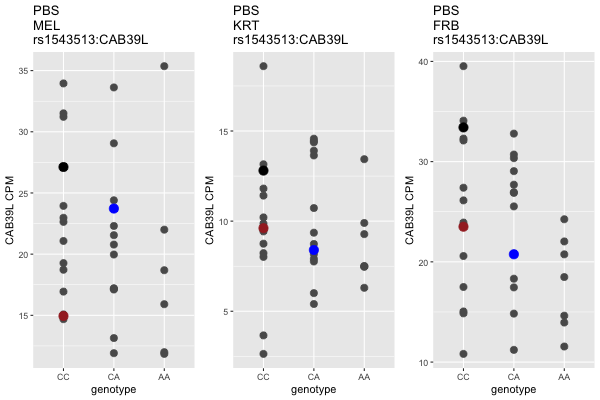 PBS
MEL
rs1543513:CAB39L
CAB39L CPM
35
30
25
20
15
CC
CA
AA
genotype
PBS
KRT
rs1543513:CAB39L
CAB39L CPM
15
10
5
CC
CA
AA
genotype
PBS
FRB
rs1543513:CAB39L
CAB39L CPM
40
30
20
10
CC
CA
AA
genotype